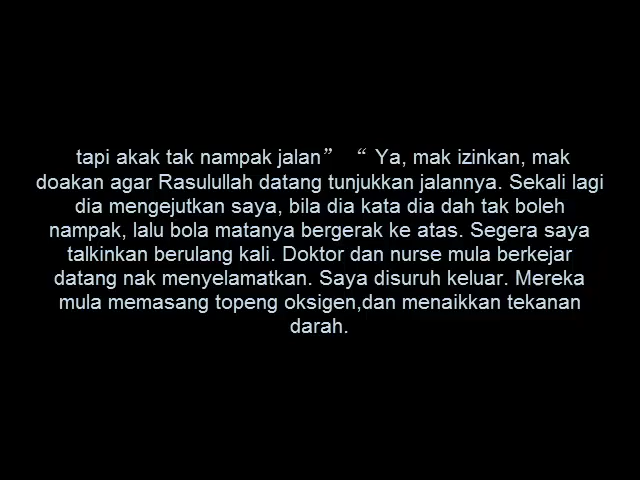 tapi akak tak nampak jalan” “ Ya, mak izinkan, mak
doakan agar Rasulullah datang tunjukkan jalannya. Sekali lagi
dia mengejutkan saya, bila dia kata dia dah tak boleh
nampak, lalu bola matanya bergerak ke atas. Segera saya
talkinkan berulang kali. Doktor dan nurse mula berkejar
datang nak menyelamatkan. Saya disuruh keluar. Mereka
mula memasang topeng oksigen,dan menaikkan tekanan
darah.